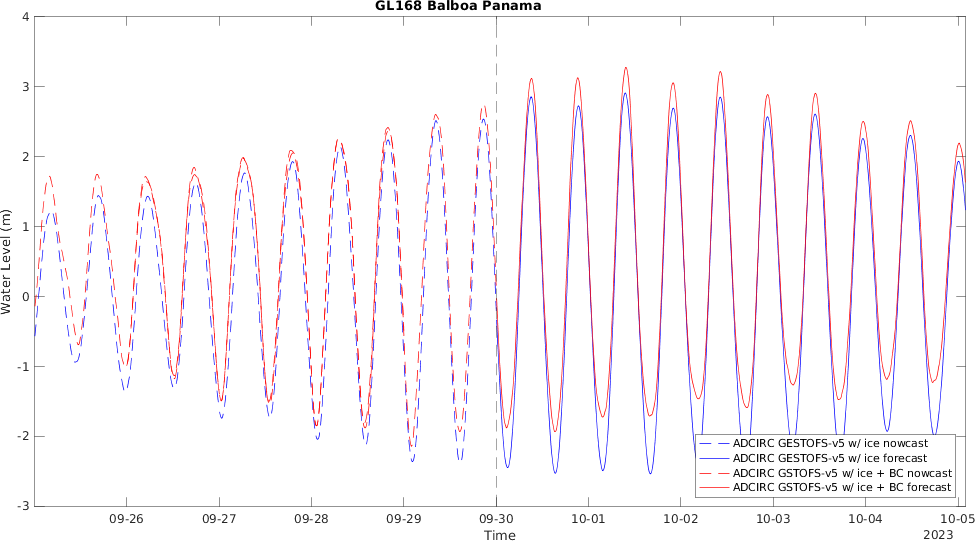 GL168 Balboa Panama
4
3
2
1
0
-1
-2
-3
Water Level (m)
ADCIRC GESTOFS-v5 w/ ice nowcast
ADCIRC GESTOFS-v5 w/ ice forecast
ADCIRC GSTOFS-v5 w/ ice + BC nowcast
ADCIRC GSTOFS-v5 w/ ice + BC forecast
09-26 09-27 09-28 09-29 09-30 10-01 10-02 10-03 10-04 10-05
Time
2023